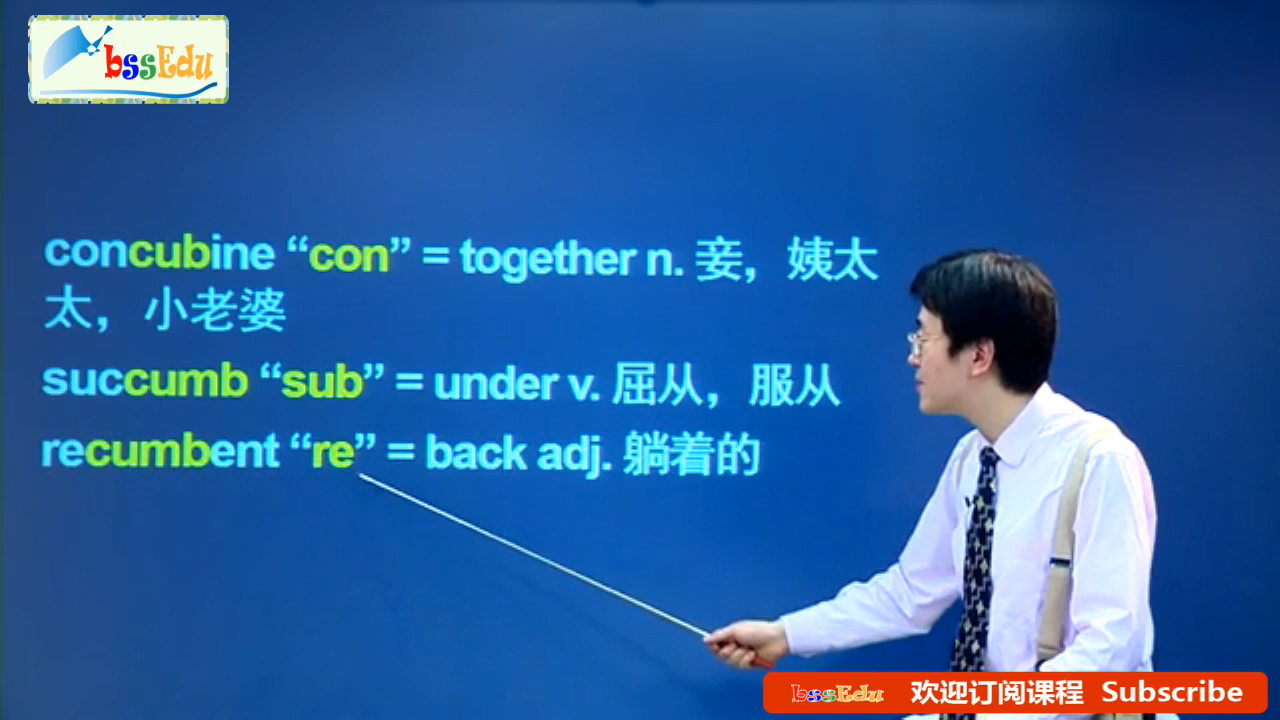 bssEdu
concubine “con” = together n. 妾，姨太
太，小老婆
succumb “sub” = under v. 屈从，服从
recumbent “re” = back adj. 躺着的
bssEdu 欢迎订阅课程 Subscribe